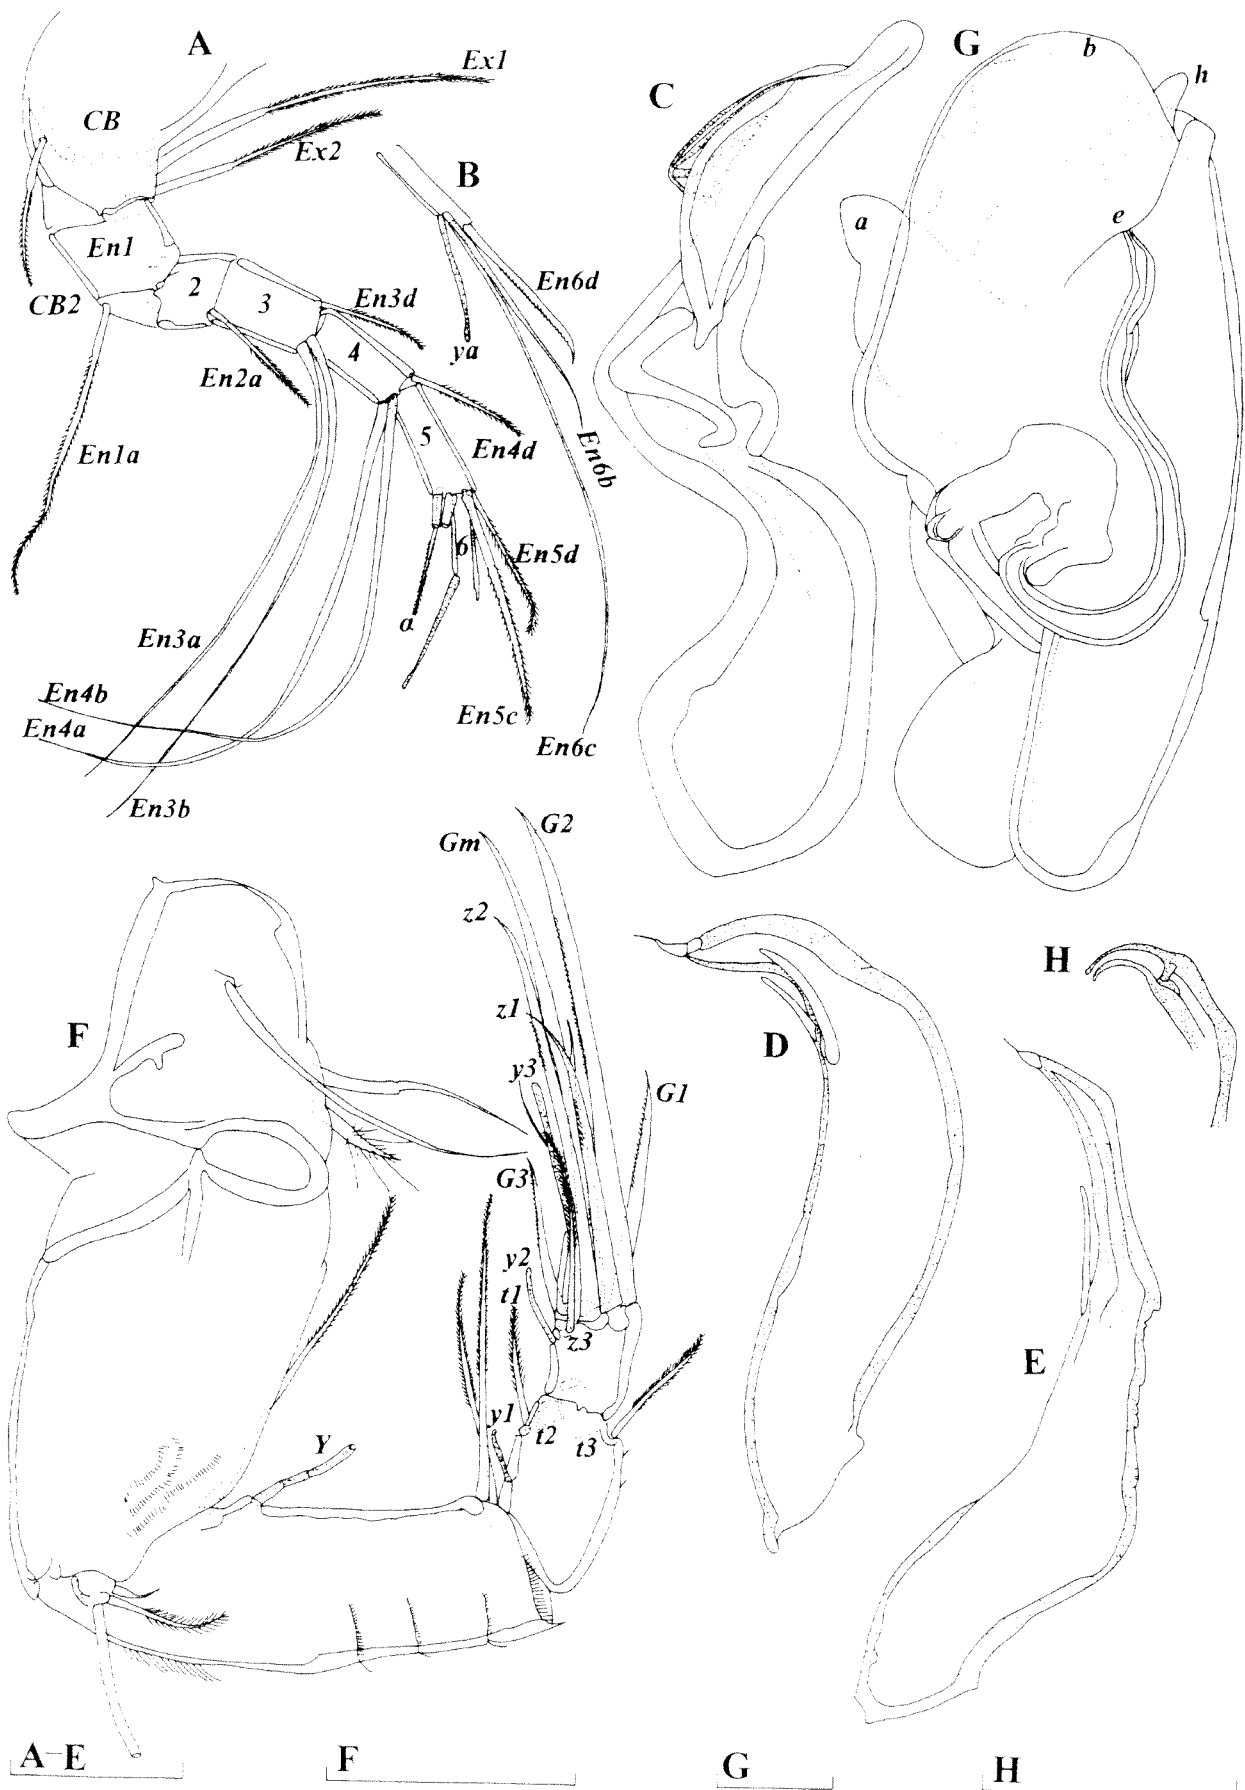 A
Ex1
CB
Ex2
B
C
G
b
h
a
e
En1
CB2
2
3
En3d
En6d
ya
4
En2a
En1a
En4d
En6b
5
6
En5d
α
En3a
En4b
En4a
En5c
En6c
En3b
G2
Gm
z2
z1
y3
G1
G3
y2
t1
z3
y1
t2
t3
Y
F
D
H
E
A–E
F
G
H